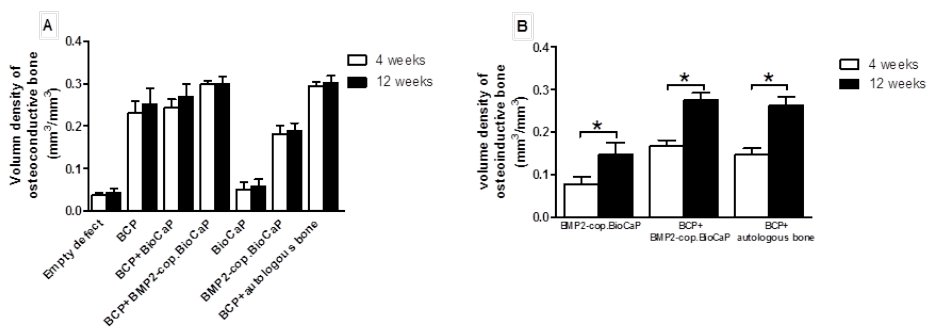 A
Volumn density of
osteoconductive bone
(mm³/mm³)
0.4
0.3
0.2
0.1
0.0
4 weeks
12 weeks
Empty defect
BCP
BCP+BioCaP
BCP+BMP2-cop.BioCaP
BioCaP
BMP2-cop.BioCaP
BCP+autologous bone
B
volume density of
osteoinductive bone
(mm³/mm³)
0.4
0.3
0.2
0.1
0.0
*
*
*
4 weeks
12 weeks
BMP2-cop.BioCaP
BCP+
BMP2-cop.BioCaP
BCP+
autologous bone